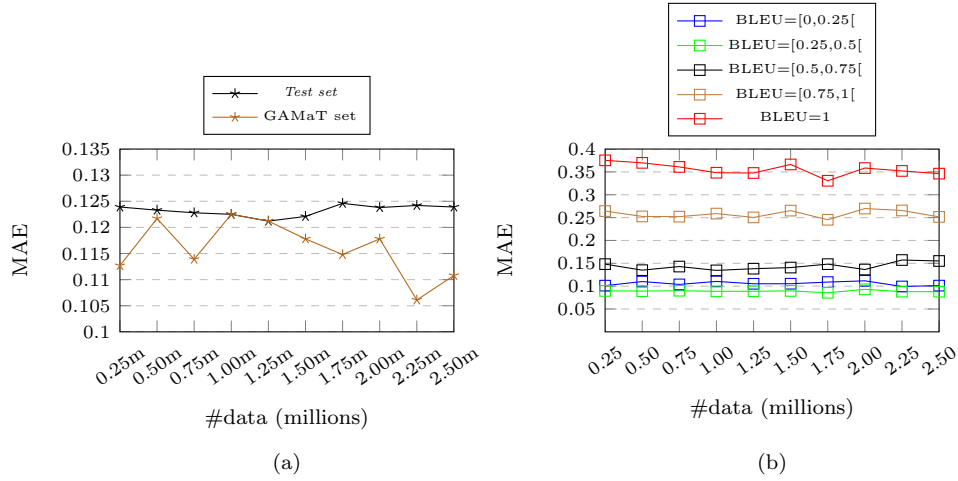 Test set
GAMaT set
0.135
0.13
0.125
0.12
0.115
0.11
0.105
0.1
MAE
0.25m
0.50m
0.75m
1.00m
1.25m
1.50m
1.75m
2.00m
2.25m
2.50m
#data (millions)
(a)
BLEU=[0,0.25[
BLEU=[0.25,0.5[
BLEU=[0.5,0.75[
BLEU=[0.75,1[
BLEU=1
0.4
0.35
0.3
0.25
0.2
0.15
0.1
0.05
MAE
0.25
0.50
0.75
1.00
1.25
1.50
1.75
2.00
2.25
2.50
#data (millions)
(b)